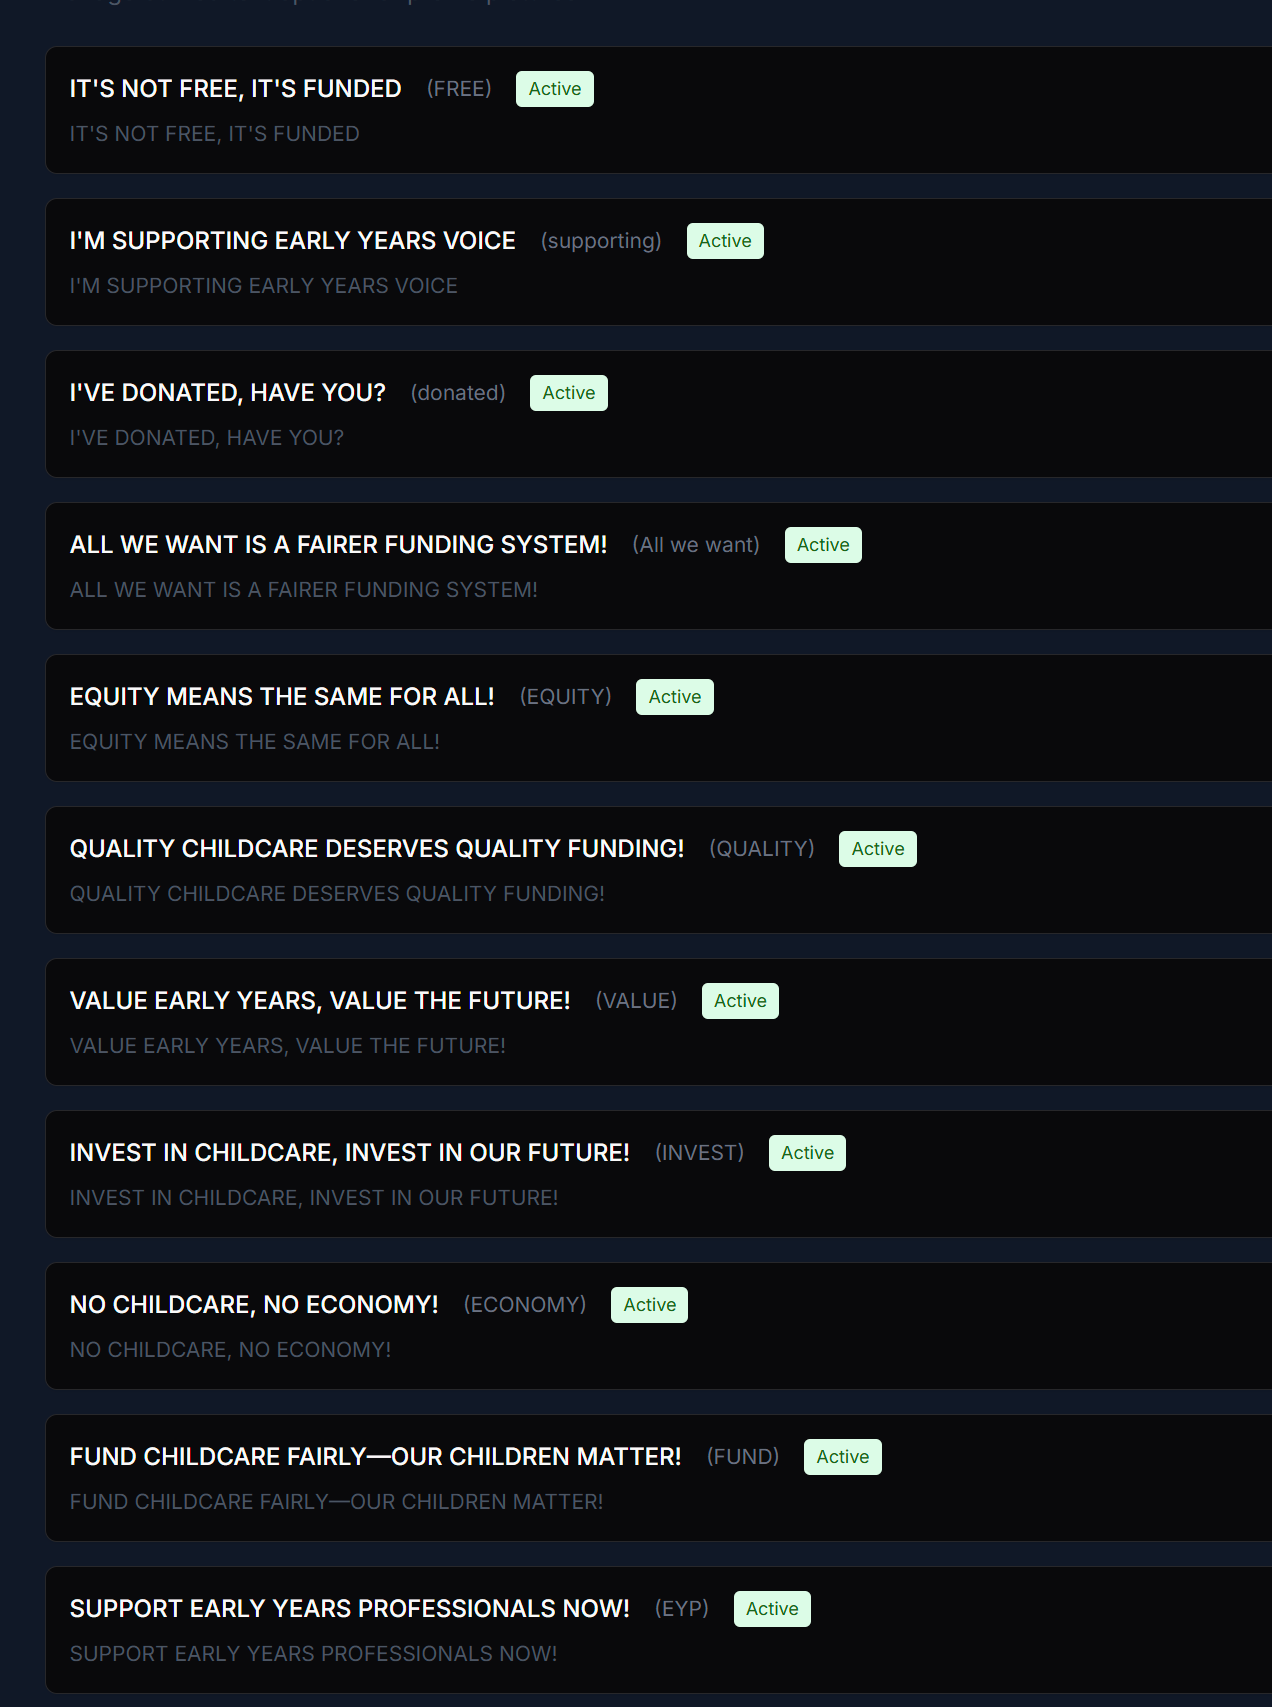 IT'S NOT FREE, IT'S FUNDED (FREE) Active
IT'S NOT FREE, IT'S FUNDED
I'M SUPPORTING EARLY YEARS VOICE (supporting) Active
I'M SUPPORTING EARLY YEARS VOICE
I'VE DONATED, HAVE YOU? (donated) Active
I'VE DONATED, HAVE YOU?
ALL WE WANT IS A FAIRER FUNDING SYSTEM! (All we want) Active
ALL WE WANT IS A FAIRER FUNDING SYSTEM!
EQUITY MEANS THE SAME FOR ALL! (EQUITY) Active
EQUITY MEANS THE SAME FOR ALL!
QUALITY CHILDCARE DESERVES QUALITY FUNDING! (QUALITY) Active
QUALITY CHILDCARE DESERVES QUALITY FUNDING!
VALUE EARLY YEARS, VALUE THE FUTURE! (VALUE) Active
VALUE EARLY YEARS, VALUE THE FUTURE!
INVEST IN CHILDCARE, INVEST IN OUR FUTURE! (INVEST) Active
INVEST IN CHILDCARE, INVEST IN OUR FUTURE!
NO CHILDCARE, NO ECONOMY! (ECONOMY) Active
NO CHILDCARE, NO ECONOMY!
FUND CHILDCARE FAIRLY—OUR CHILDREN MATTER! (FUND) Active
FUND CHILDCARE FAIRLY—OUR CHILDREN MATTER!
SUPPORT EARLY YEARS PROFESSIONALS NOW! (EYP) Active
SUPPORT EARLY YEARS PROFESSIONALS NOW!